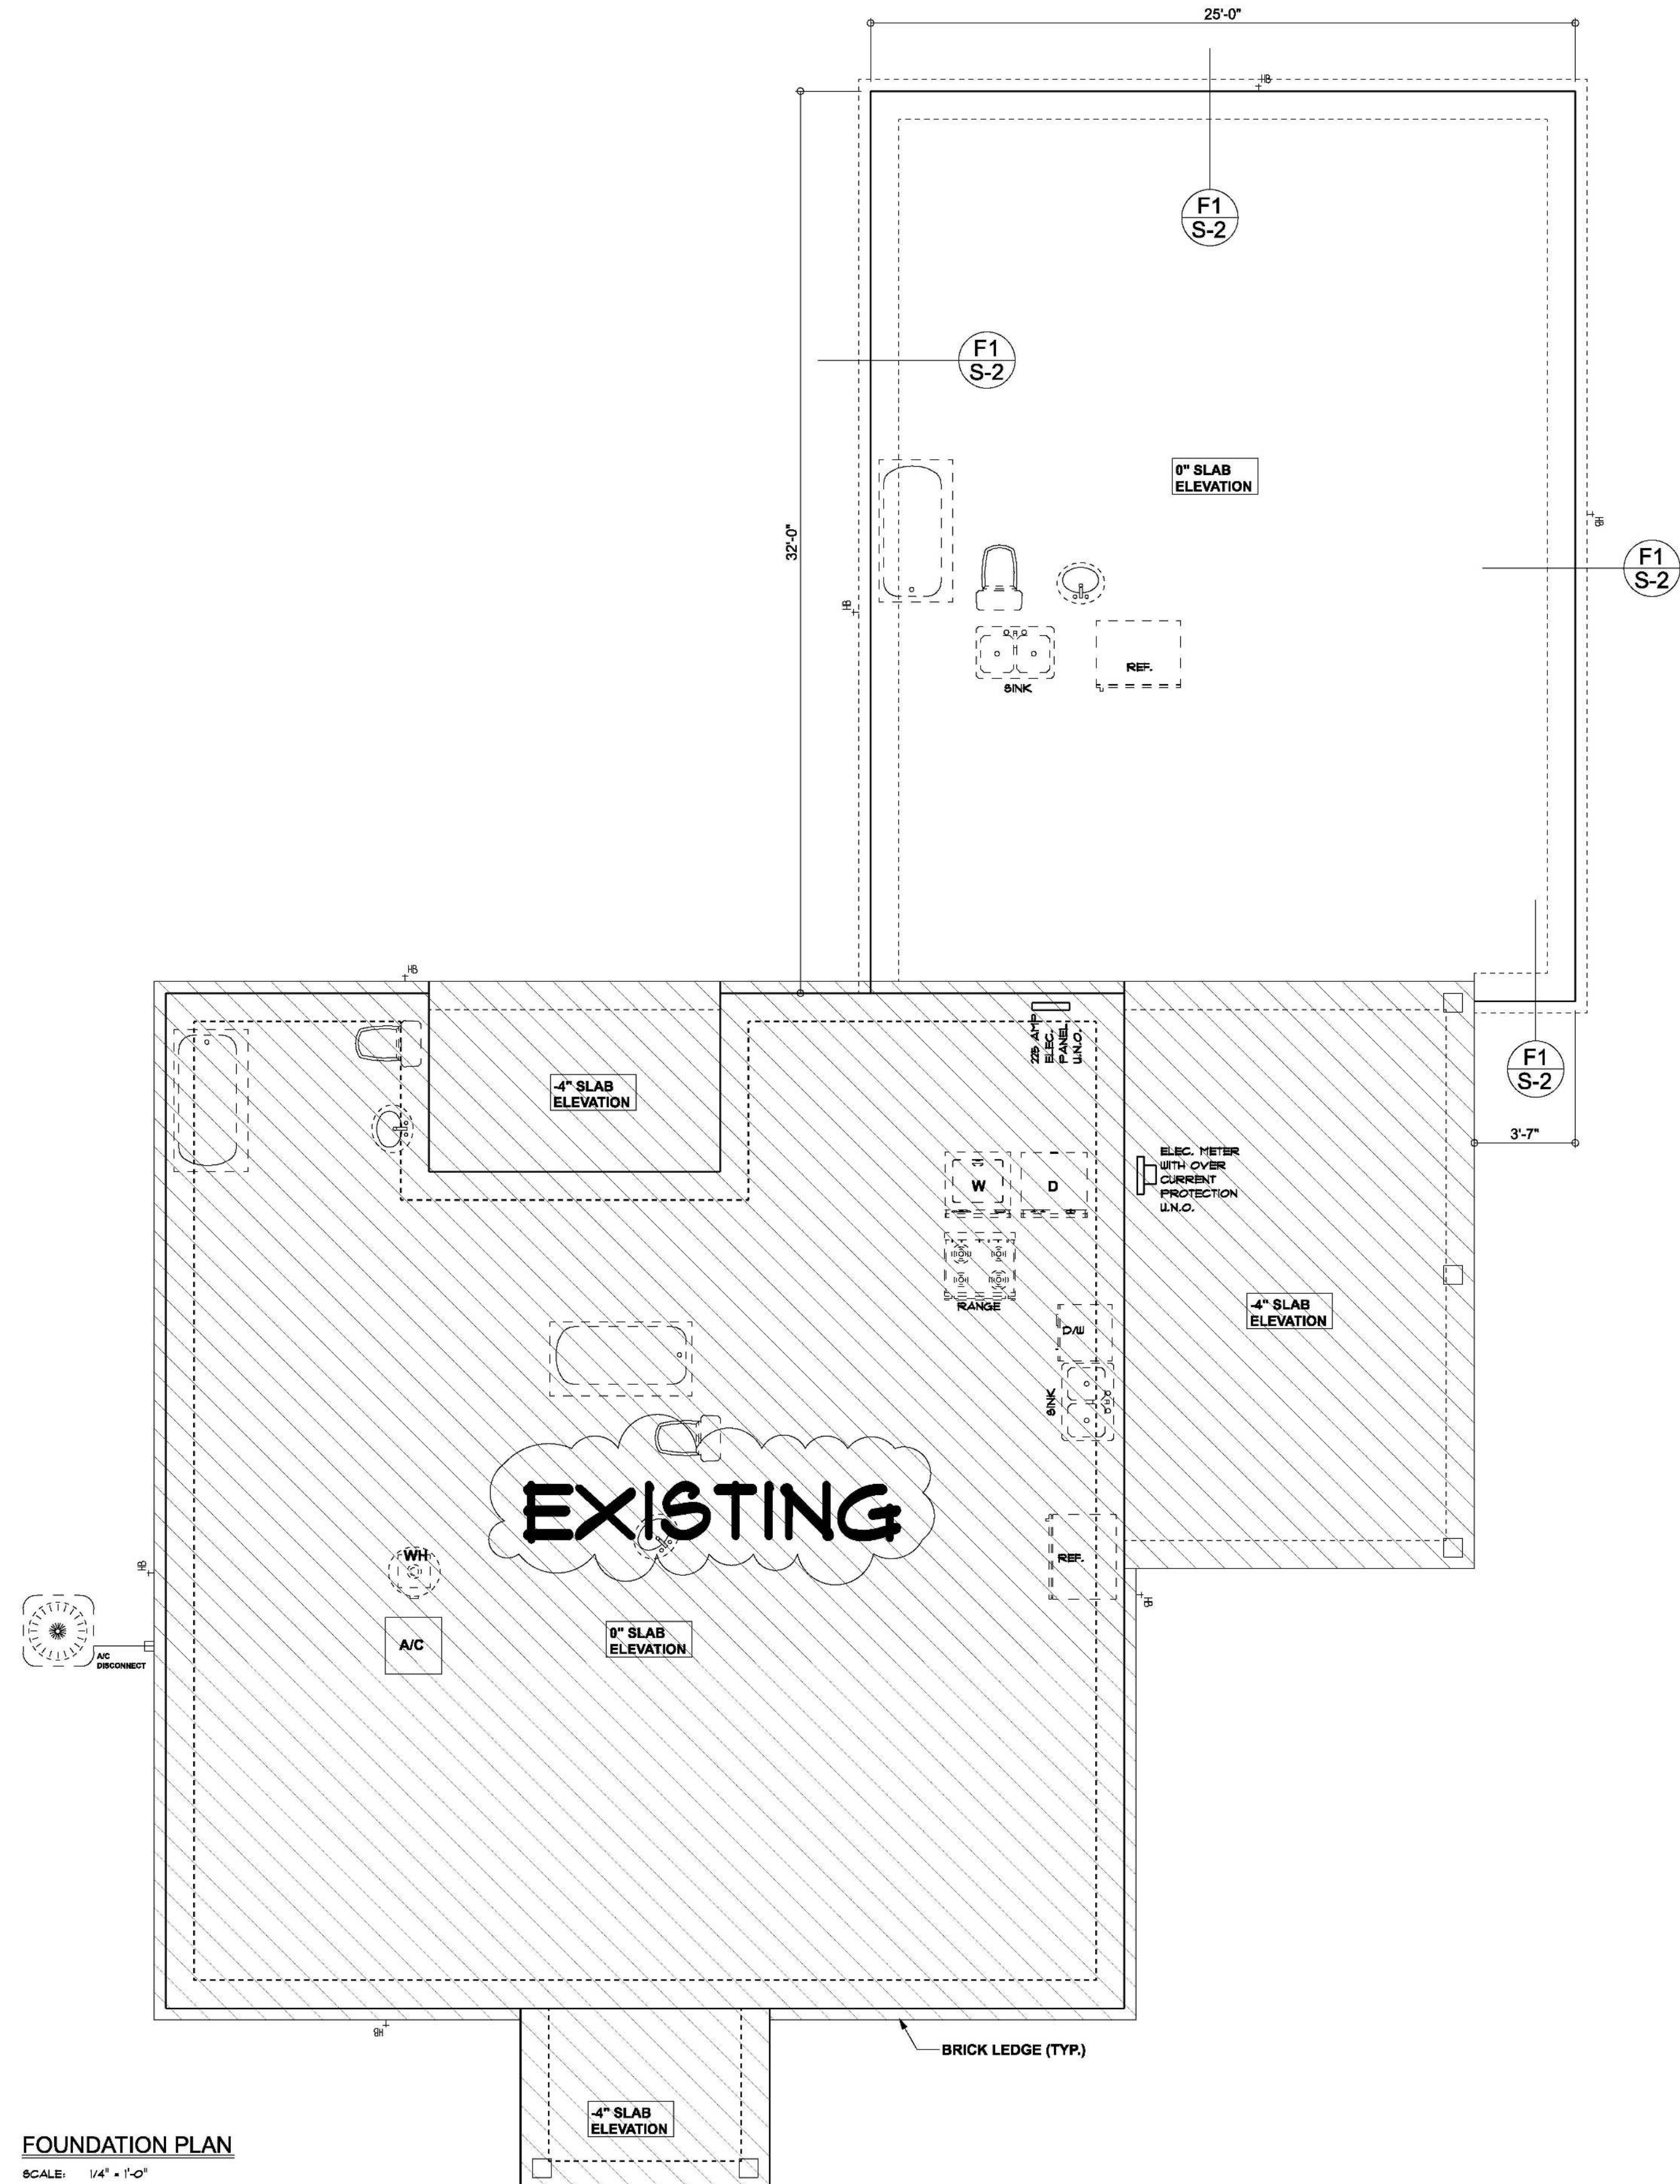 25'-0"
HB
F1
S-2
F1
S-2
32'-0"
0" SLAB
ELEVATION
HB
F1
S-2
HB
SINK
REF.
HB
225 AMP
ELEC.
PANEL
U.N.O.
F1
S-2
3'-7"
-4" SLAB
ELEVATION
ELEC. METER
WITH OVER
CURRENT
PROTECTION
U.N.O.
W
D
RANGE
-4" SLAB
ELEVATION
D/W
SINK
EXISTING
WH
REF.
HB
HB
A/C
0" SLAB
ELEVATION
A/C
DISCONNECT
HB
BRICK LEDGE (TYP.)
-4" SLAB
ELEVATION
FOUNDATION PLAN
SCALE: 1/4" = 1'-0"